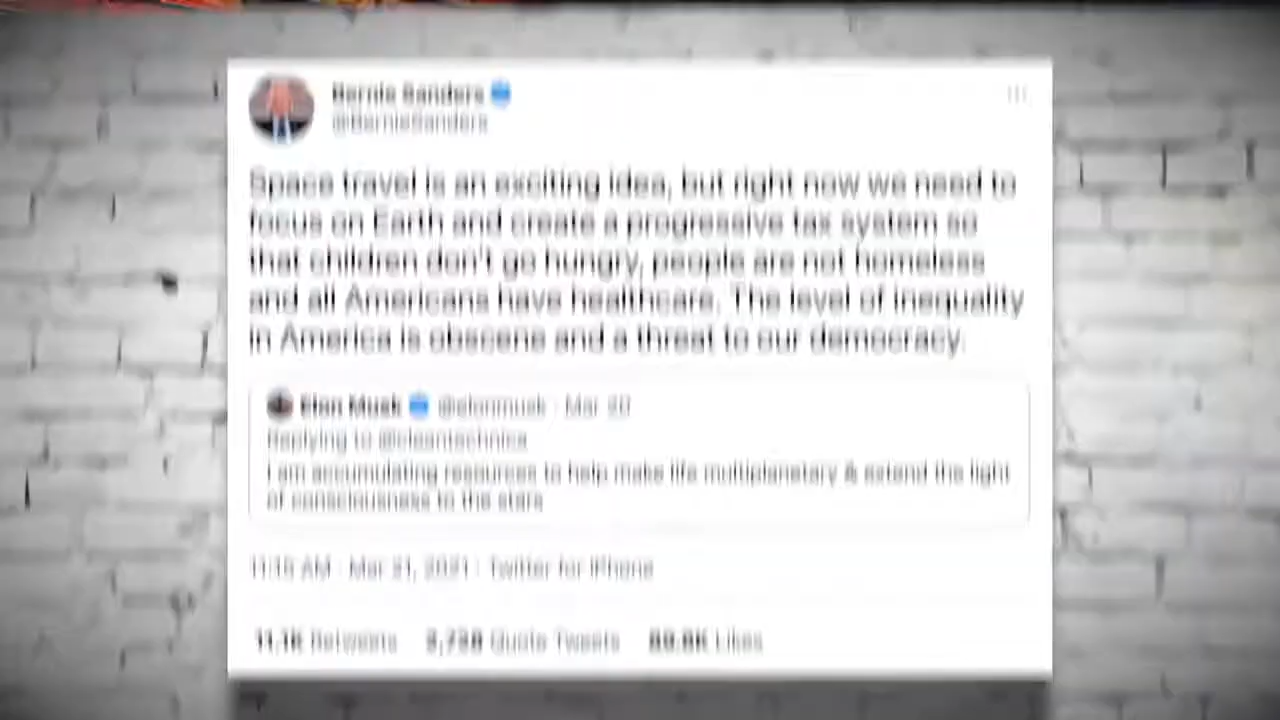 Bernie Sanders
@BernieSanders
Space travel is an exciting idea, but right now we need to
focus on Earth and create a progressive tax system so
that children don't go hungry, people are not homeless
and all Americans have healthcare. The level of inequality
in America is obscene and a threat to our democracy.
Elon Musk @elonmusk · Mar 20
Replying to @cleantechnica
I am accumulating resources to help make life multiplanetary & extend the light
of consciousness to the stars
Mar 21, 2021 · Twitter for iPhone
11.1K Retweets Quote Tweets Likes